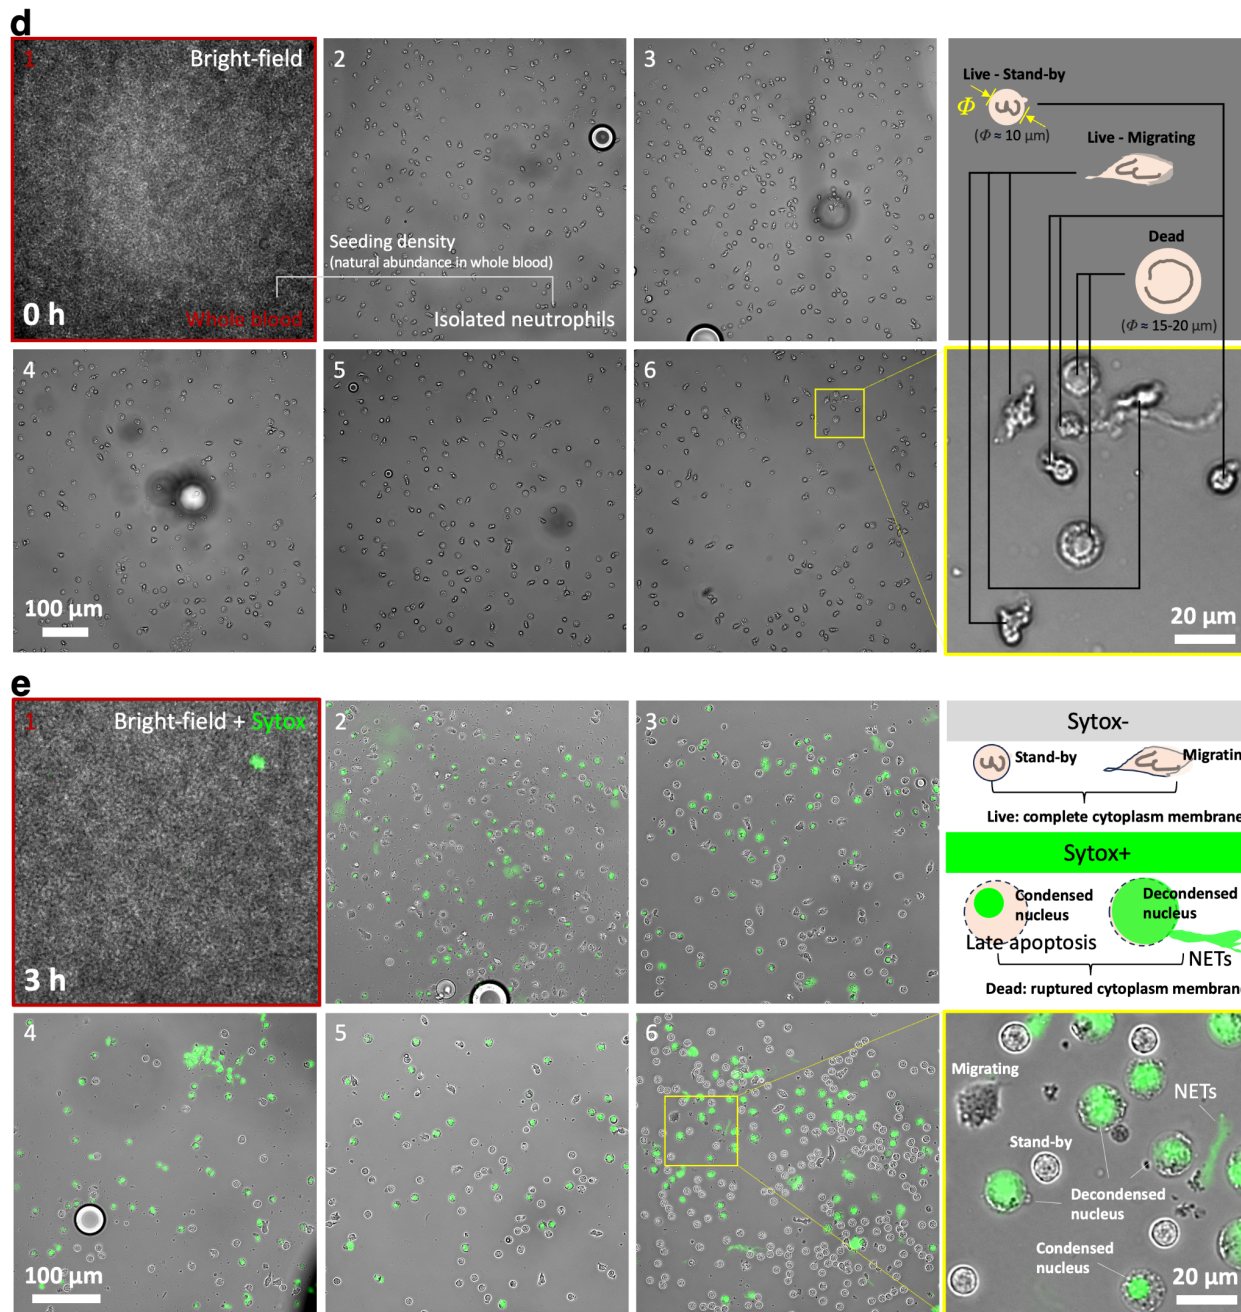 d
1
Bright-field
0 h
Whole blood
2
Seeding density
(natural abundance in whole blood)
Isolated neutrophils
3
Live - Stand-by
Φ
(Φ ≈ 10 µm)
Live - Migrating
Dead
(Φ ≈ 15-20 µm)
4
100 µm
5
6
20 µm
e
1
Bright-field + Sytox
3 h
2
3
Sytox-
Stand-by
Migratin
Live: complete cytoplasm membrane
Sytox+
Condensed
nucleus
Decondensed
nucleus
Late apoptosis
NETs
Dead: ruptured cytoplasm membrane
4
100 µm
5
6
Migrating
NETs
Stand-by
Decondensed
nucleus
Condensed
nucleus
20 µm